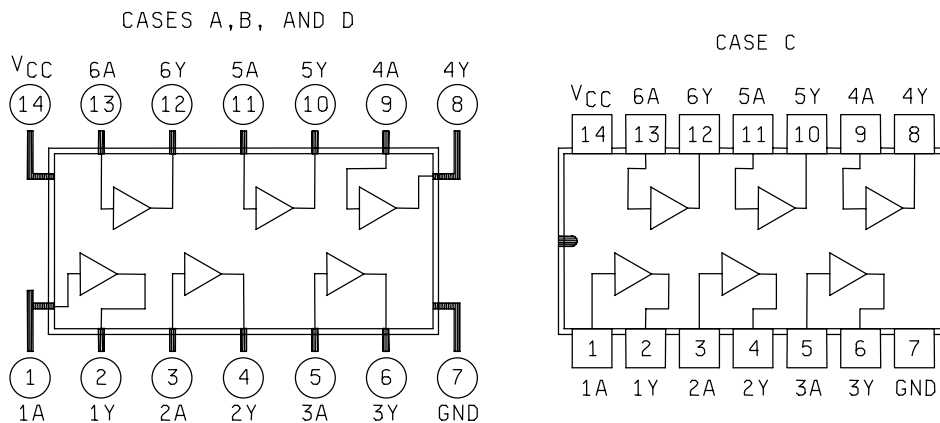 CASES A,B, AND D
VCC 6A 6Y 5A 5Y 4A 4Y
14 13 12 11 10 9 8
1 2 3 4 5 6 7
1A 1Y 2A 2Y 3A 3Y GND
CASE C
VCC 6A 6Y 5A 5Y 4A 4Y
14 13 12 11 10 9 8
1 2 3 4 5 6 7
1A 1Y 2A 2Y 3A 3Y GND